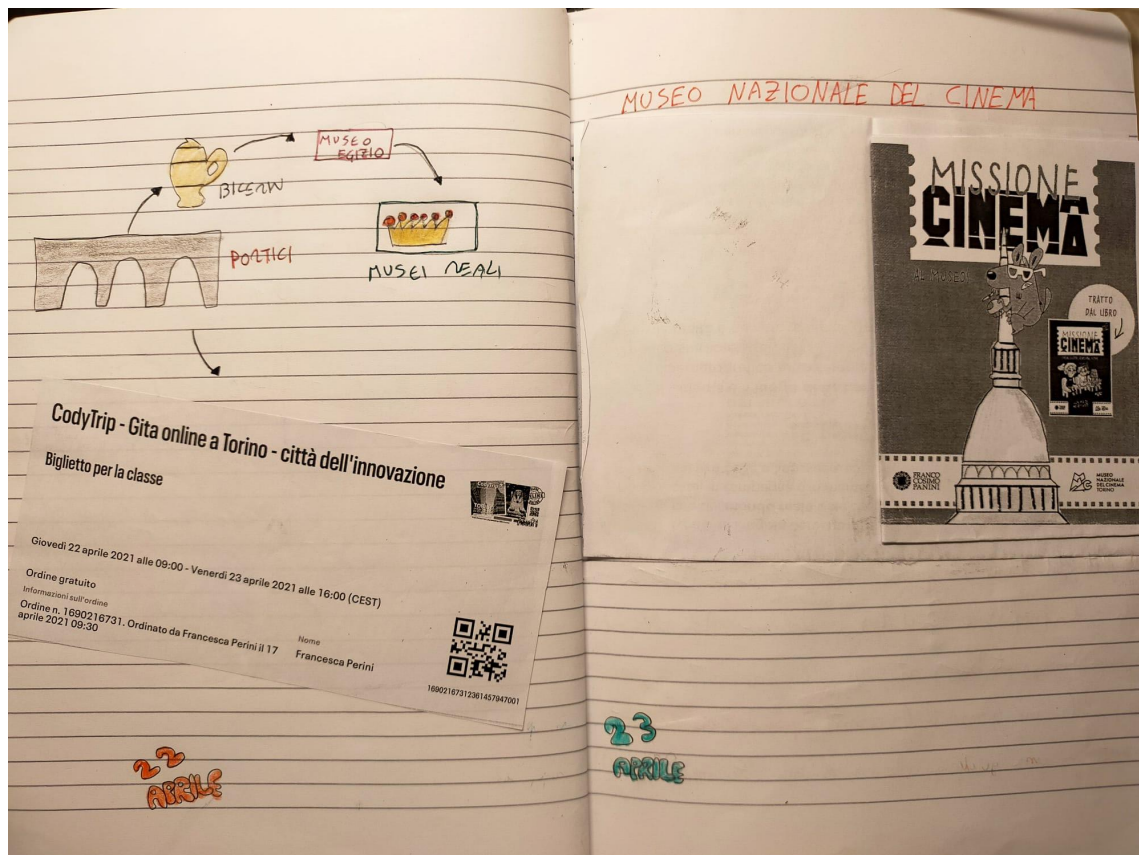 MUSEO
EGIZIO
BICERIN
PORTICI
MUSEI REALI
CodyTrip - Gita online a Torino - città dell'innovazione
Biglietto per la classe
Giovedì 22 aprile 2021 alle 09:00 - Venerdì 23 aprile 2021 alle 16:00 (CEST)
Ordine gratuito
Informazioni sull'ordine
Ordine n. 1690216731. Ordinato da Francesca Perini il 17
aprile 2021 09:30
Nome
Francesca Perini
16902167312361457947001
22
APRILE
MUSEO NAZIONALE DEL CINEMA
MISSIONE
CINEMA
AL MUSEO!
TRATTO
DAL LIBRO
MISSIONE
CINEMA
FRANCO
COSIMO
PANINI
MUSEO
NAZIONALE
DEL CINEMA
TORINO
23
APRILE